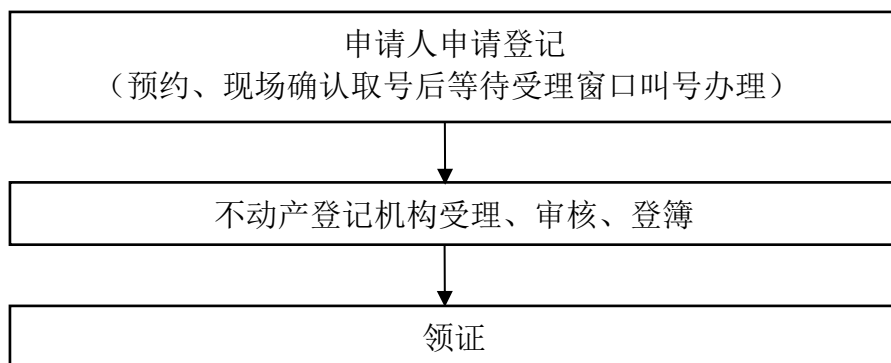 申请人申请登记
（预约、现场确认取号后等待受理窗口叫号办理）
不动产登记机构受理、审核、登簿
领证